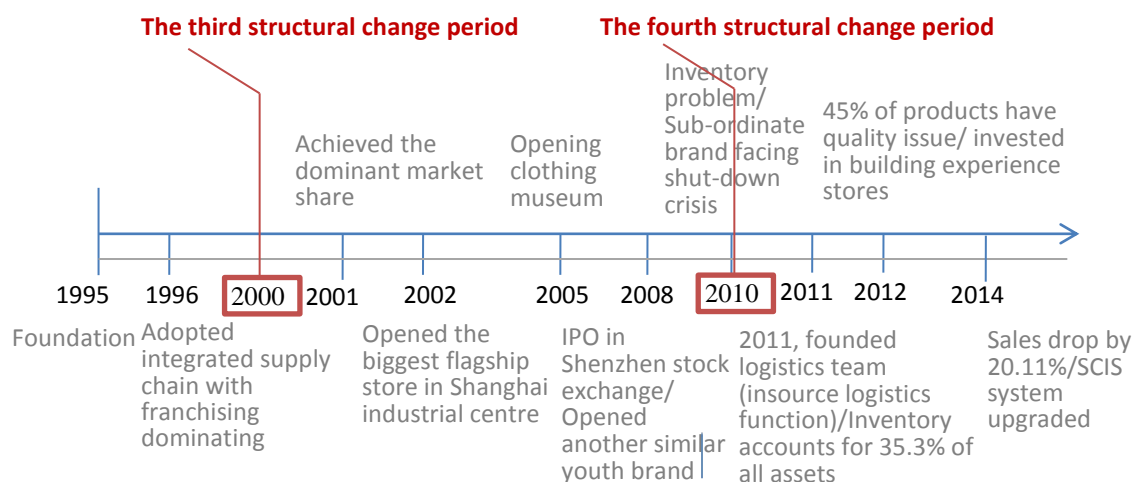 The third structural change period
The fourth structural change period
Achieved the
dominant market
share
Opening
clothing
museum
Inventory
problem/
Sub-ordinate
brand facing
shut-down
crisis
45% of products have
quality issue/ invested
in building experience
stores
1995
1996
2000
2001
2002
2005
2008
2010
2011
2012
2014
Foundation
Adopted
integrated supply
chain with
franchising
dominating
Opened the
biggest flagship
store in Shanghai
industrial centre
IPO in
Shenzhen stock
exchange/
Opened
another similar
youth brand
2011, founded
logistics team
(insource logistics
function)/Inventory
accounts for 35.3% of
all assets
Sales drop by
20.11%/SCIS
system
upgraded